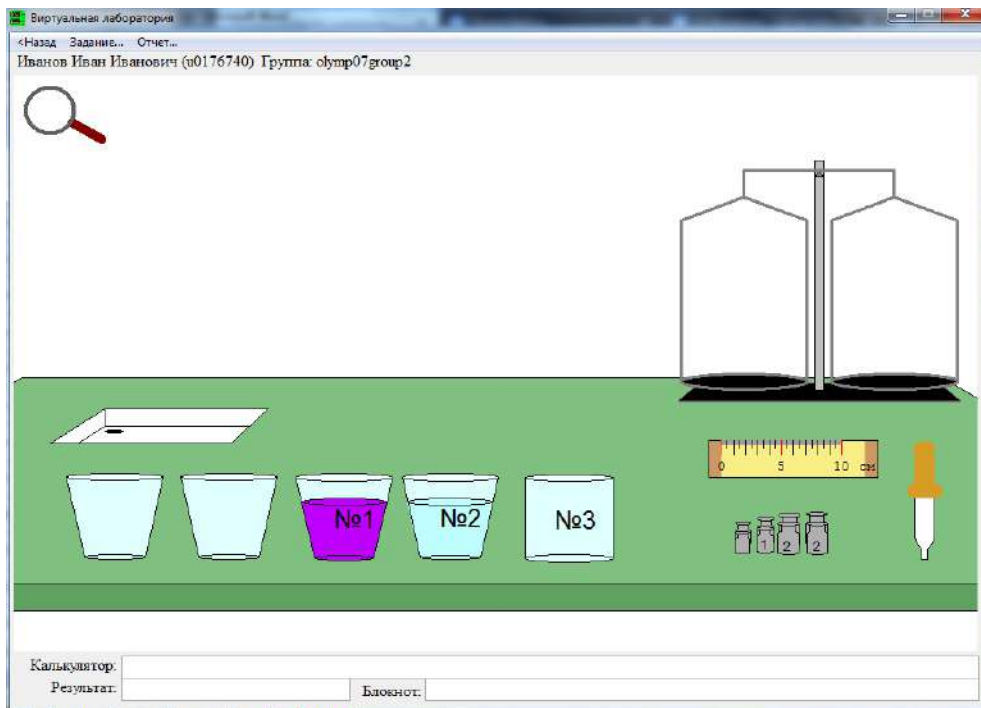 Виртуальная лаборатория
<Назад Задание... Отчет...
Иванов Иван Иванович (u0176740) Группа: olymp07group2
0 5 10 см
№1 №2 №3
1 2 2
Калькулятор:
Результат: Блокнот: